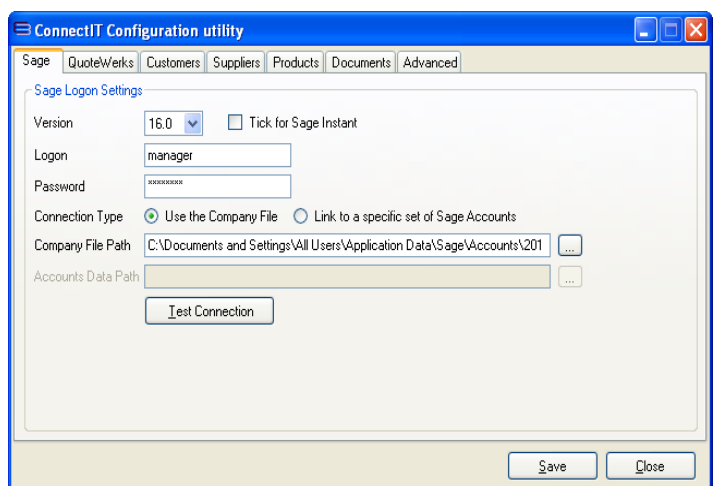 ConnectIT Configuration utility
Sage QuoteWerks Customers Suppliers Products Documents Advanced
Sage Logon Settings
Version 16.0 Tick for Sage Instant
Logon manager
Password ********
Connection Type Use the Company File Link to a specific set of Sage Accounts
Company File Path C:\Documents and Settings\All Users\Application Data\Sage\Accounts\201 ...
Accounts Data Path ...
Test Connection
Save Close